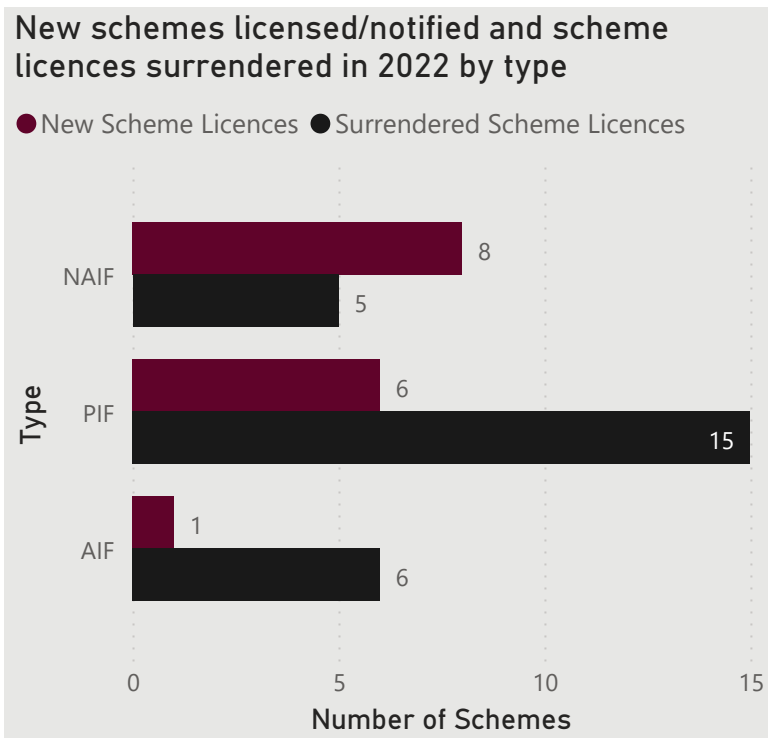 New schemes licensed/notified and scheme
licences surrendered in 2022 by type
New Scheme Licences Surrendered Scheme Licences
NAIF
8
5
PIF
6
15
AIF
1
6
Type
0 5 10 15
Number of Schemes